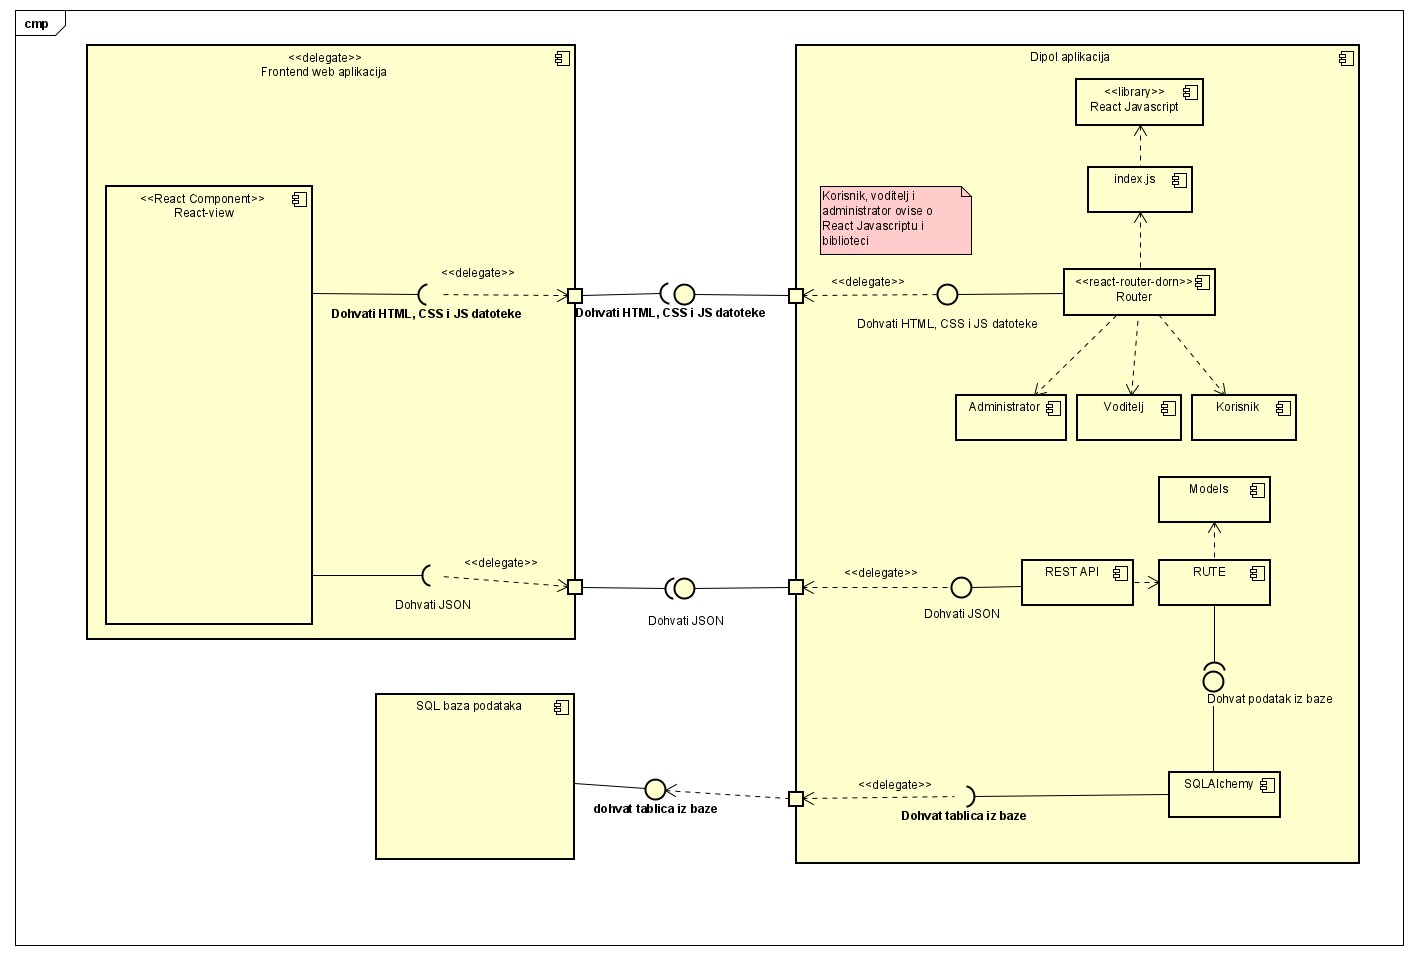 cmp
<<delegate>>
Frontend web aplikacija
<<React Component>>
React-view
<<delegate>>
Dohvati HTML, CSS i JS datoteke
<<delegate>>
Dohvati JSON
Dohvati HTML, CSS i JS datoteke
Dohvati JSON
SQL baza podataka
dohvat tablica iz baze
Dipol aplikacija
<<library>>
React Javascript
index.js
Korisnik, voditelj i
administrator ovise o
React Javascriptu i
biblioteci
<<react-router-dorn>>
Router
<<delegate>>
Dohvati HTML, CSS i JS datoteke
Administrator
Voditelj
Korisnik
Models
<<delegate>>
Dohvati JSON
REST API
RUTE
Dohvat podatak iz baze
<<delegate>>
Dohvat tablica iz baze
SQLAlchemy